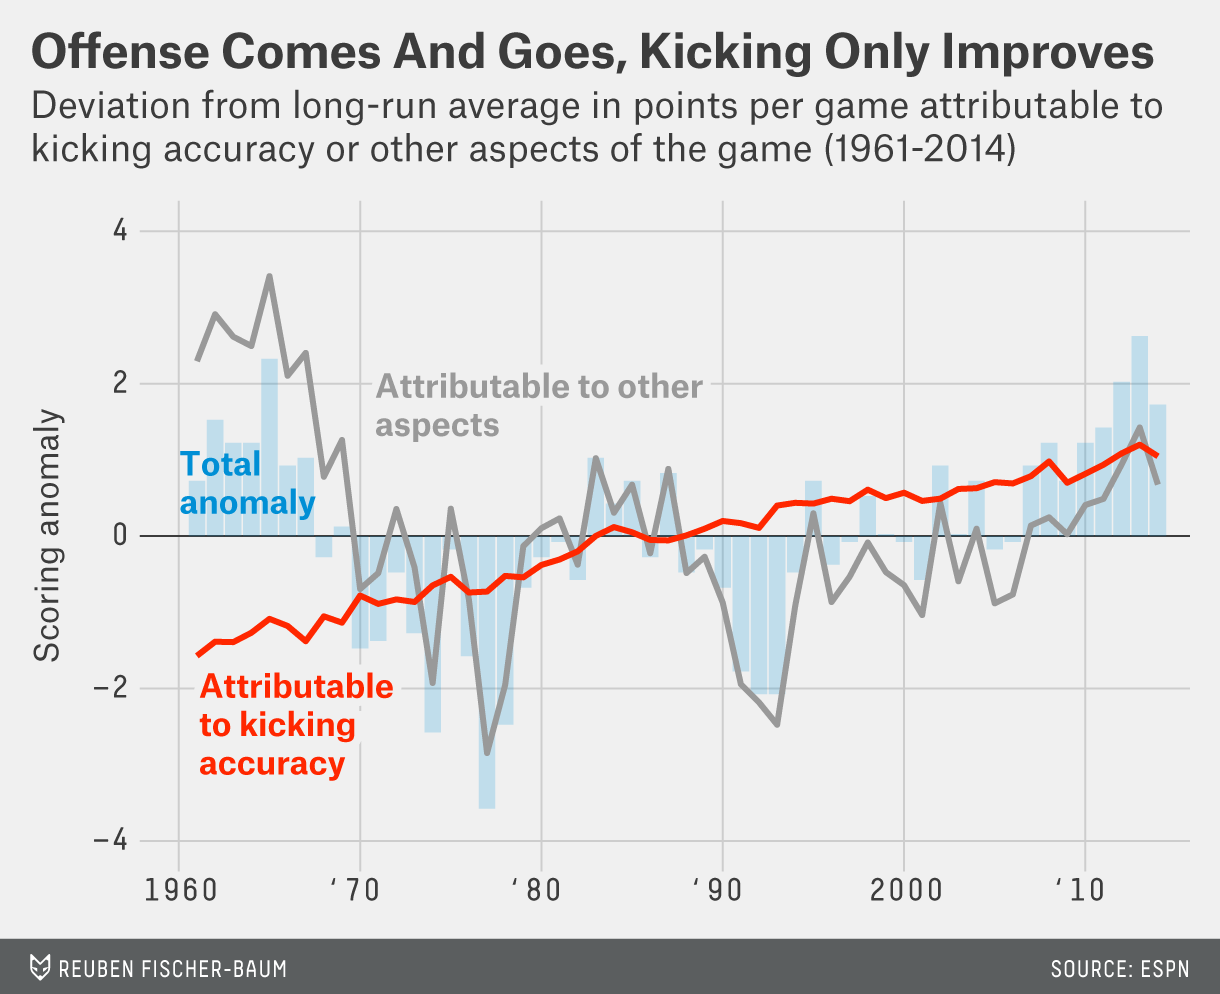 Offense Comes And Goes, Kicking Only Improves
Deviation from long-run average in points per game attributable to
kicking accuracy or other aspects of the game (1961-2014)
4
2
0
−2
−4
Scoring anomaly
Attributable to other
aspects
Total
anomaly
Attributable
to kicking
accuracy
1960
‘70
‘80
‘90
2000
‘10
REUBEN FISCHER-BAUM
SOURCE: ESPN